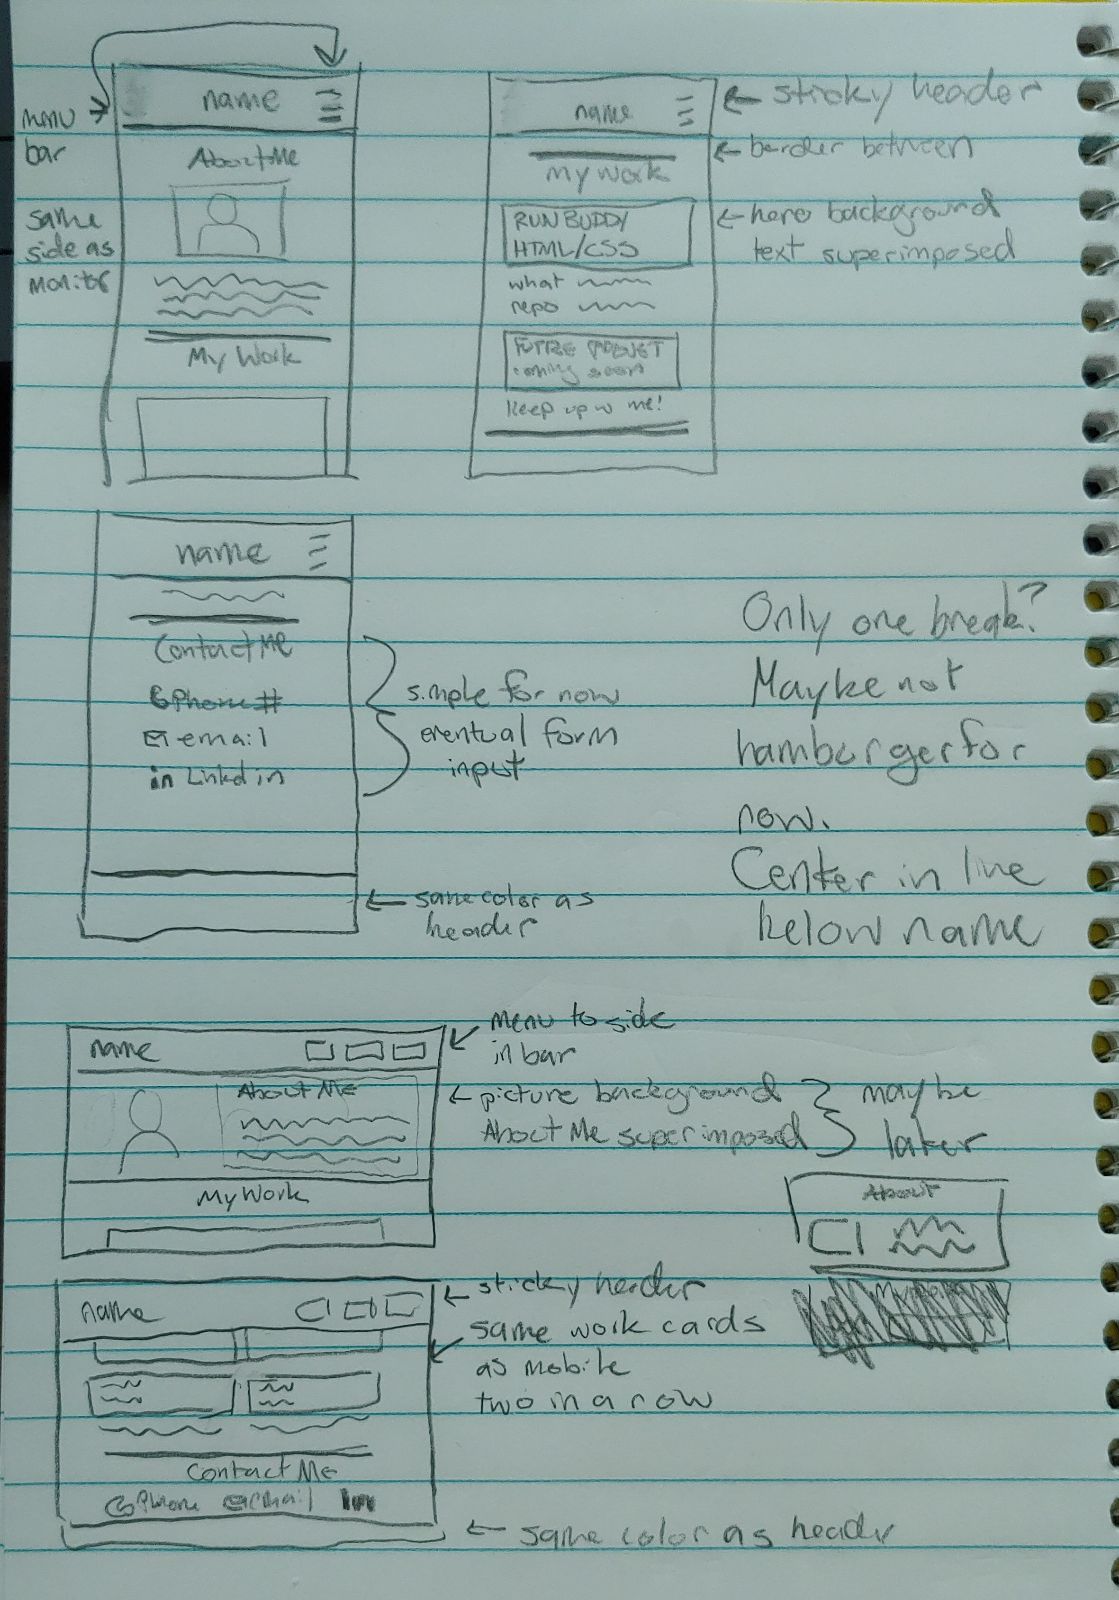 menu
bar
same
side as
monitor
name
About Me
My Work
name
My Work
RUN BUDDY
HTML/CSS
what
repo
coming soon
keep up w me!
sticky header
border between
hero background
text superimposed
name
Contact Me
Phone #
email
in Linkdin
simple for now
eventual form
input
same color as
header
Only one break?
Maybe not
hamberger for
now.
Center in line
below name
name
About Me
My Work
menu to side
in bar
picture background
About Me superimposed
maybe
later
About
name
Contact Me
Phone email in
sticky header
same work cards
as mobile
two in a row
same color as header